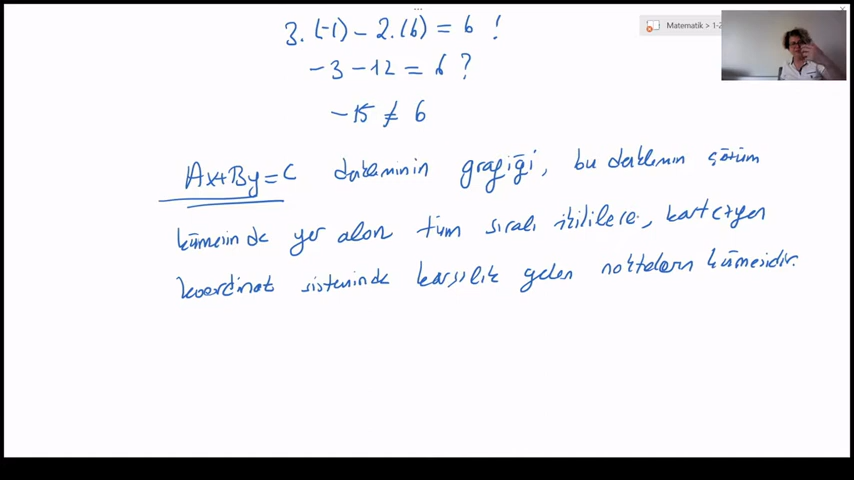 3.(-1) - 2.(6) = 6 !
Matematik > 1-2
-3 - 12 = 6 ?
-15 ≠ 6
Ax+By=C denkleminin grafiği, bu denklemin çözüm
kümesinde yer alan tüm sıralı ikililere, kartezyen
koordinat sisteminde karşılık gelen noktaların kümesidir.